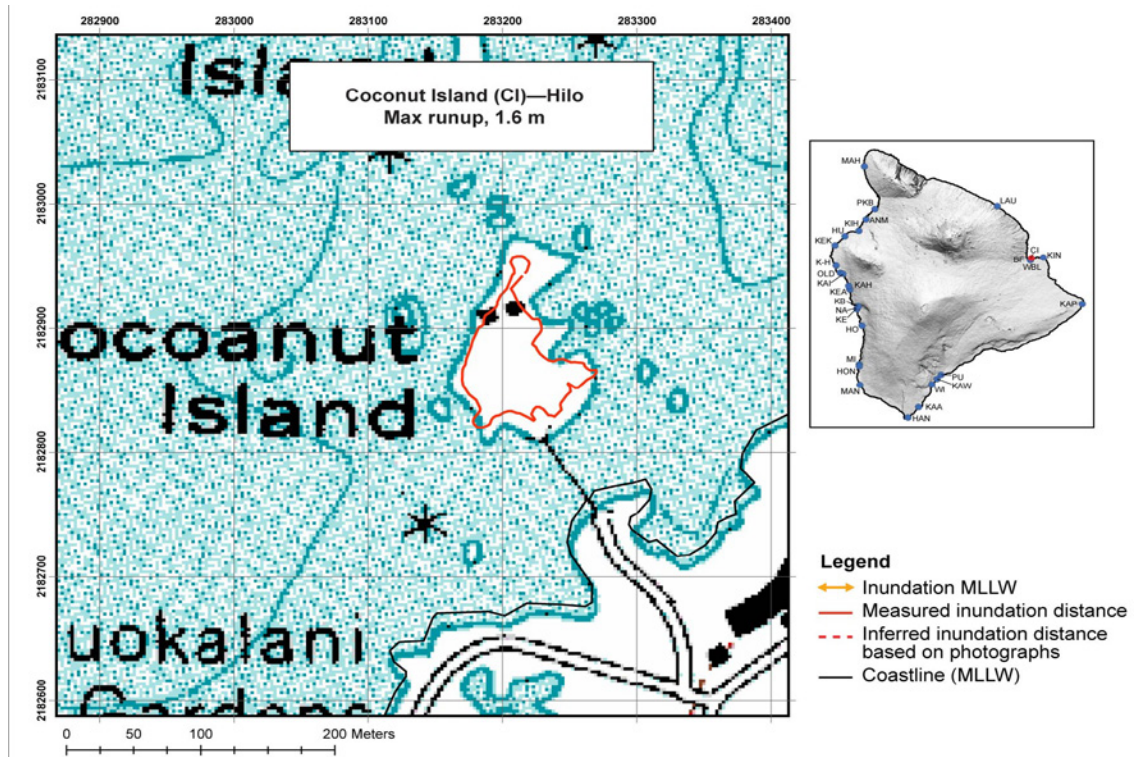 282900 283000 283100 283200 283300 283400
2183100
2183000
2182900
2182800
2182700
2182600
Island
Coconut Island (CI)—Hilo
Max runup, 1.6 m
ocoanut
Island
uokalani
0 50 100 200 Meters
MAH
PKB
ANM
KIH
HU
KEK
K-H
OLD
KAI
KAH
KEA
KB
NA
KE
HO
MI
HON
MAN
LAU
CI
BF
WBL
KIN
KAP
PU
KAW
WI
KAA
HAN
Legend
Inundation MLLW
Measured inundation distance
Inferred inundation distance
based on photographs
Coastline (MLLW)